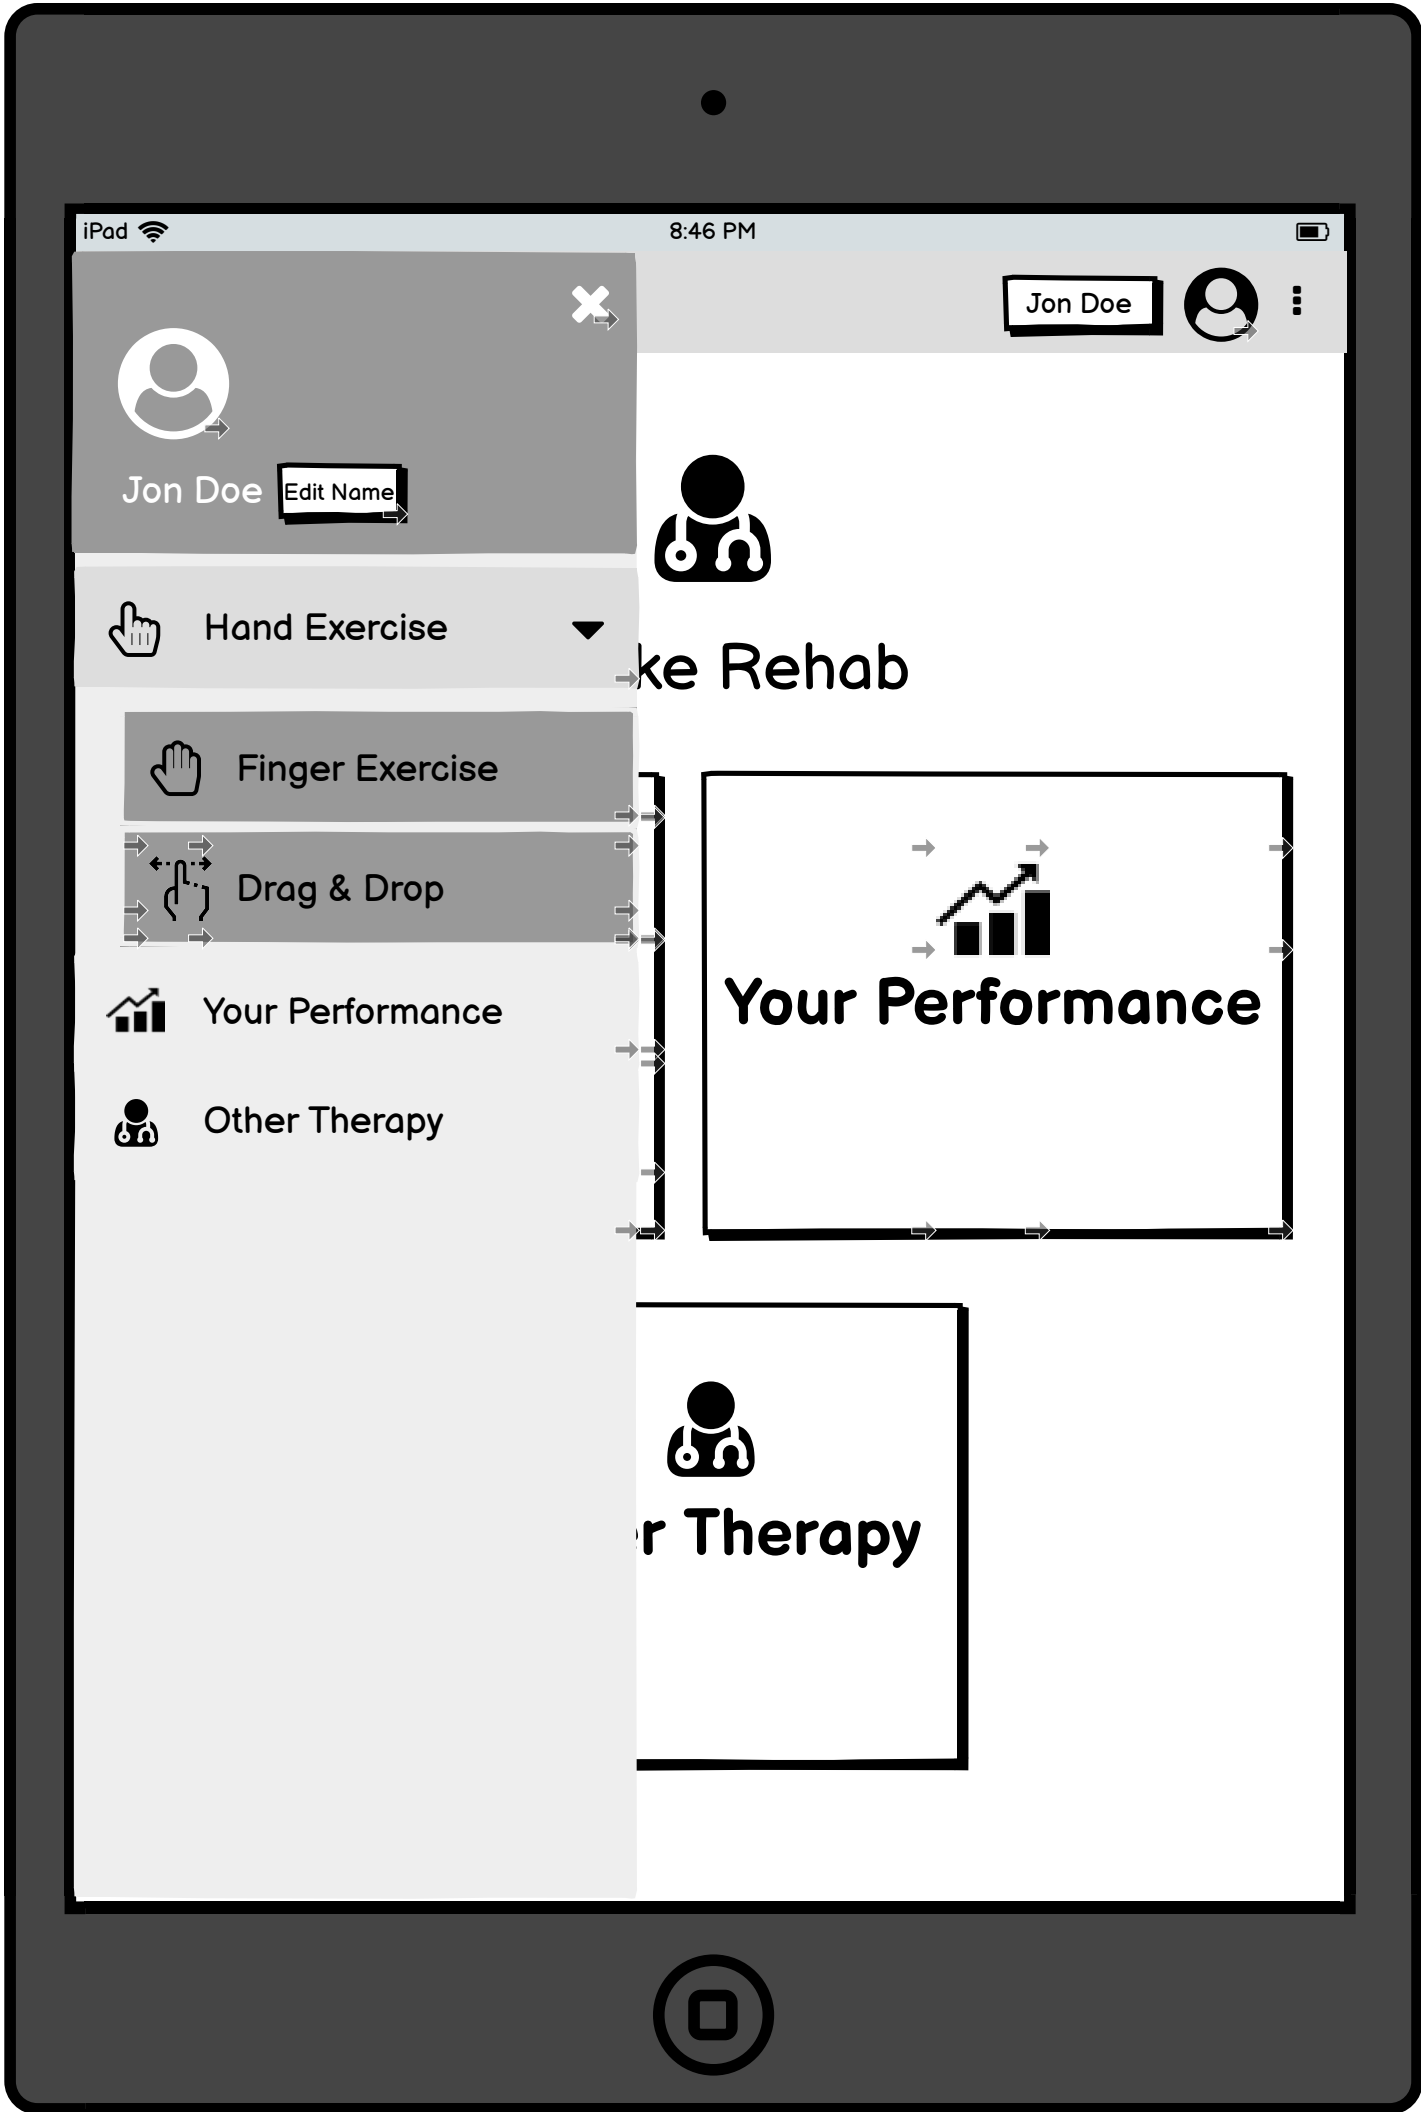 iPad 8:46 PM
Jon Doe
Jon Doe Edit Name
Hand Exercise
ke Rehab
Finger Exercise
Drag & Drop
Your Performance
Your Performance
Other Therapy
r Therapy